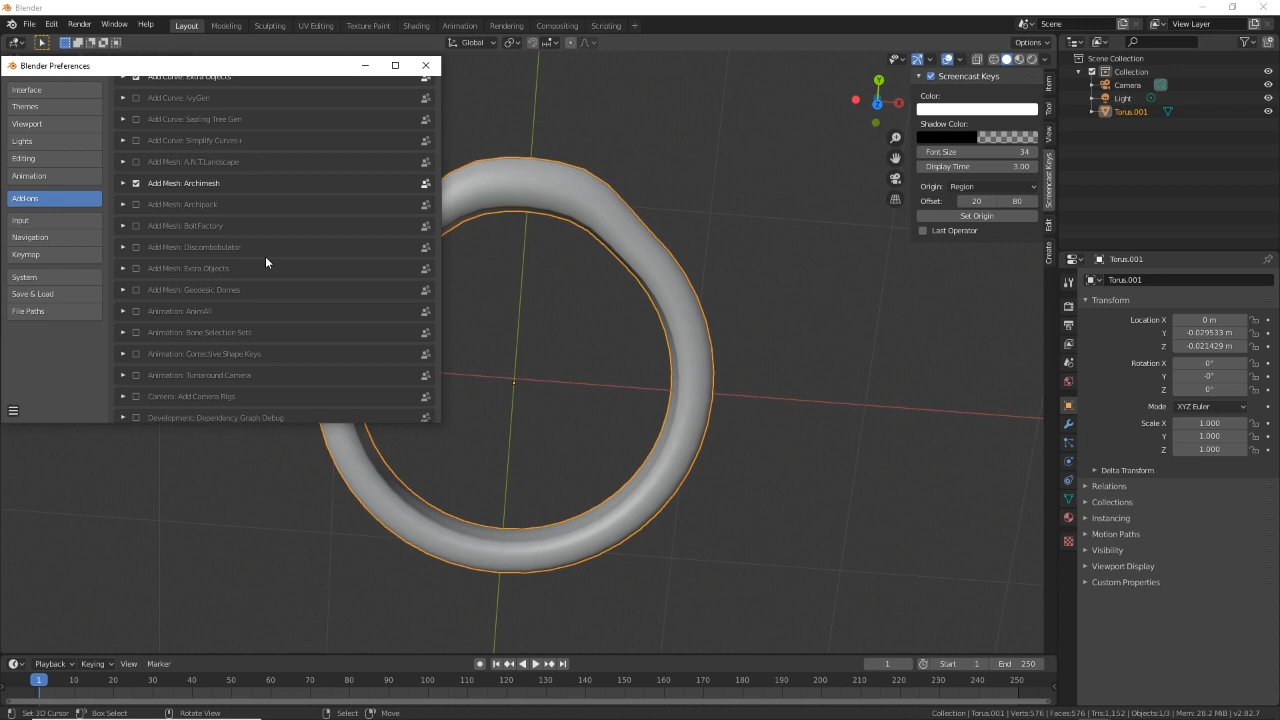 Blender
File Edit Render Window Help Layout Modeling Sculpting UV Editing Texture Paint Shading Animation Rendering Compositing Scripting + Scene View Layer
Global Options
Blender Preferences
Interface
Themes
Viewport
Lights
Editing
Animation
Add-ons
Input
Navigation
Keymap
System
Save & Load
File Paths
Add Curve: Extra Objects
Add Curve: IvyGen
Add Curve: Sapling Tree Gen
Add Curve: Simplify Curves+
Add Mesh: A.N.T.Landscape
Add Mesh: Archimesh
Add Mesh: Archipack
Add Mesh: BoltFactory
Add Mesh: Discombobulator
Add Mesh: Extra Objects
Add Mesh: Geodesic Domes
Animation: AnimAll
Animation: Bone Selection Sets
Animation: Corrective Shape Keys
Animation: Turnaround Camera
Camera: Add Camera Rigs
Development: Dependency Graph Debug
Y
X
Z
Screencast Keys
Color:
Shadow Color:
Font Size 34
Display Time 3.00
Origin: Region
Offset: 20 80
Set Origin
Last Operator
Item
Tool
View
Screencast Keys
Edit
Create
Scene Collection
Collection
Camera
Light
Torus.001
Torus.001
Torus.001
Transform
Location X 0 m
Y -0.029533 m
Z -0.021429 m
Rotation X 0°
Y -0°
Z 0°
Mode XYZ Euler
Scale X 1.000
Y 1.000
Z 1.000
Delta Transform
Relations
Collections
Instancing
Motion Paths
Visibility
Viewport Display
Custom Properties
Playback Keying View Marker 1 Start 1 End 250
1 10 20 30 40 50 60 70 80 90 100 110 120 130 140 150 160 170 180 190 200 210 220 230 240 250
Set 3D Cursor Box Select Rotate View Select Move Collection | Torus.001 | Verts:576 | Faces:576 | Tris:1,152 | Objects:1/3 | Mem: 28.2 MiB | v2.82.7